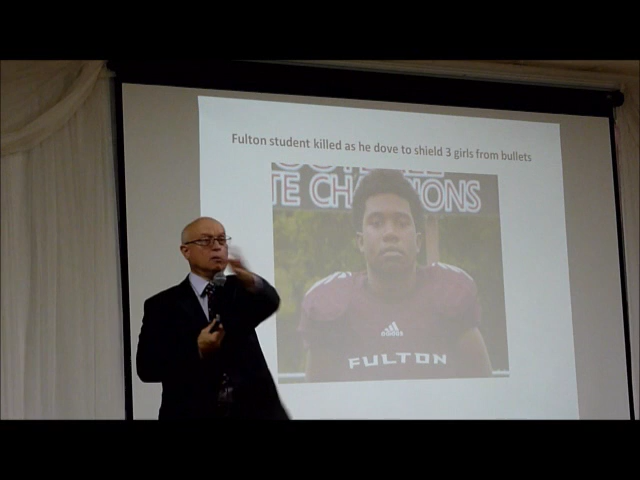 Fulton student killed as he dove to shield 3 girls from bullets
TE CHAMPIONS
adidas
FULTON